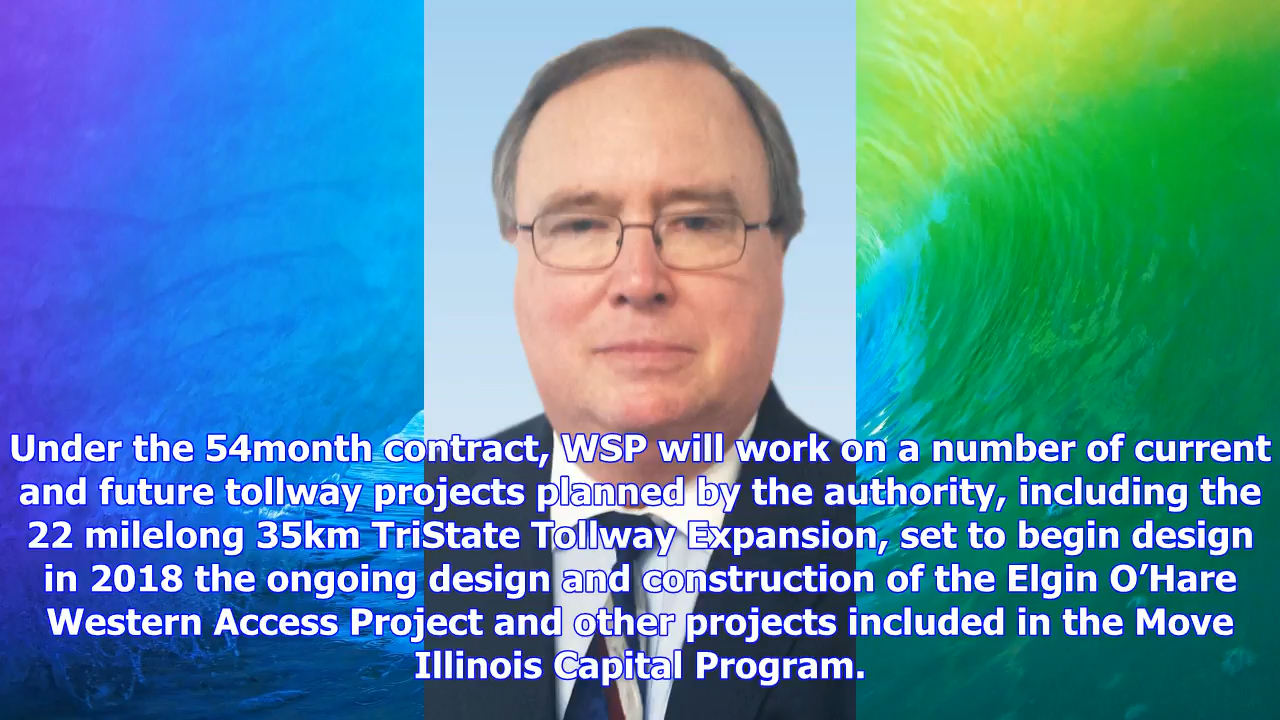 Under the 54month contract, WSP will work on a number of current
and future tollway projects planned by the authority, including the
22 milelong 35km TriState Tollway Expansion, set to begin design
in 2018 the ongoing design and construction of the Elgin O’Hare
Western Access Project and other projects included in the Move
Illinois Capital Program.